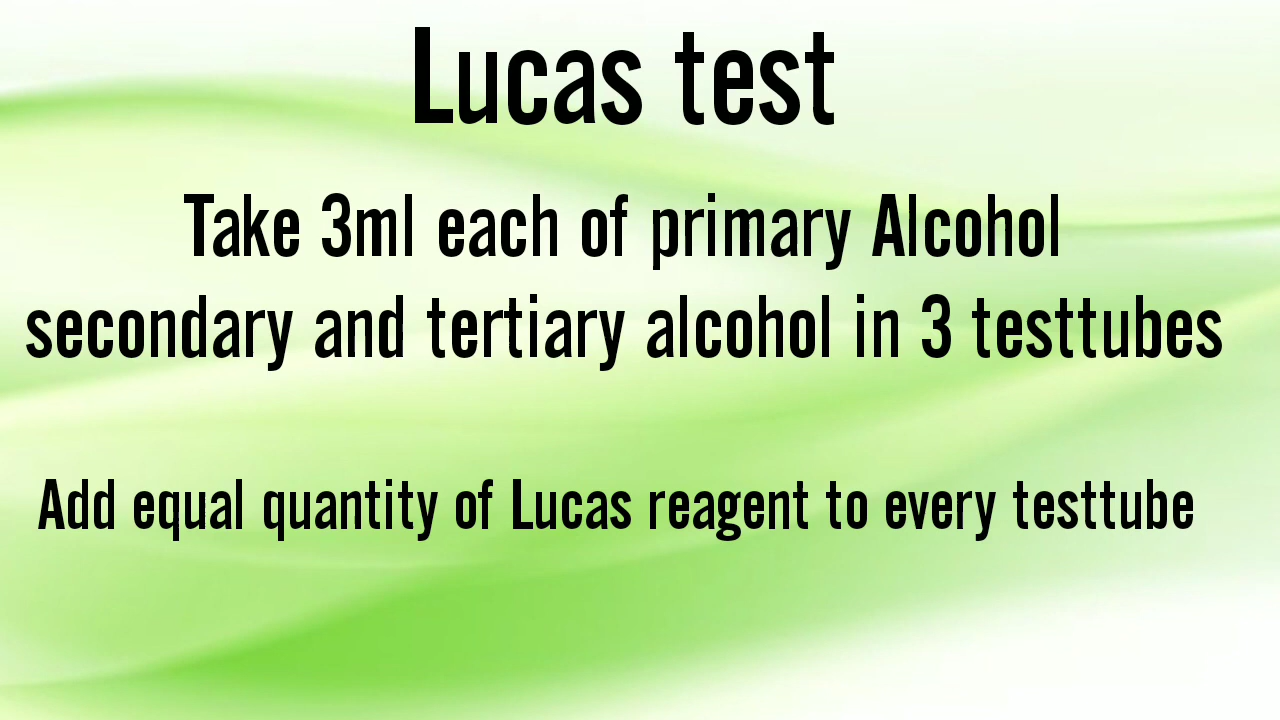 Lucas test
Take 3ml each of primary Alcohol
secondary and tertiary alcohol in 3 testtubes
Add equal quantity of Lucas reagent to every testtube